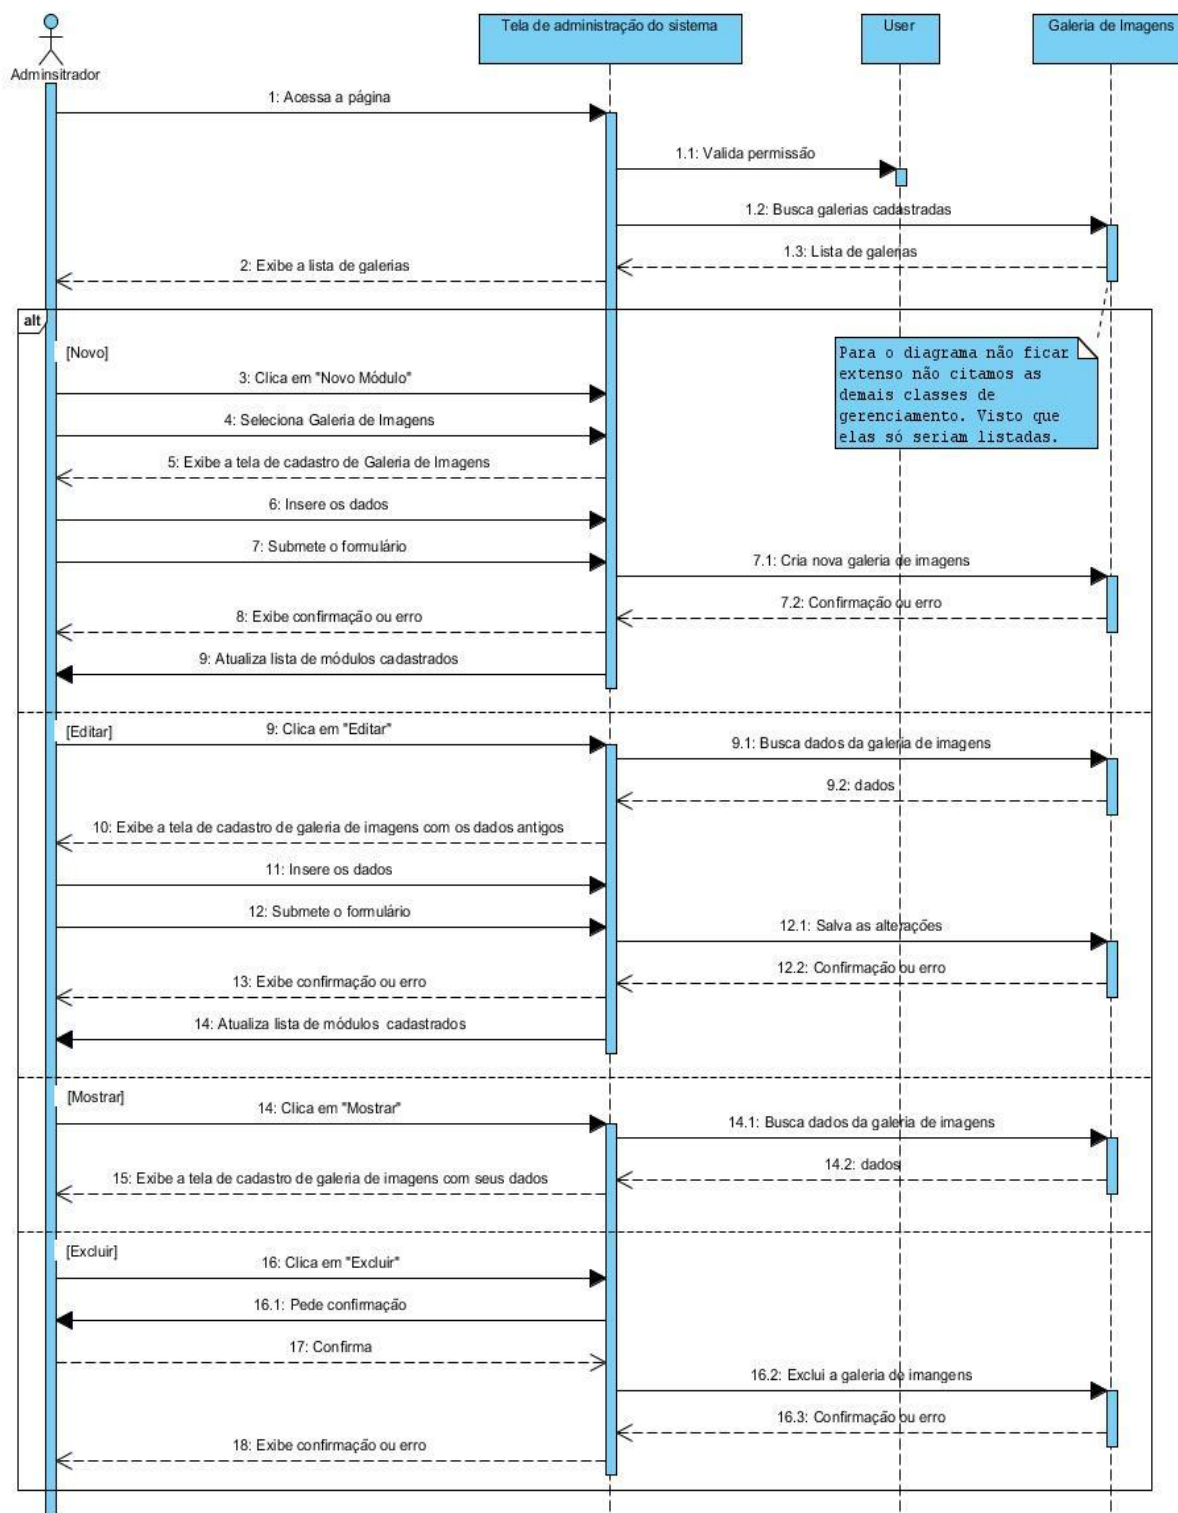 Tela de administração do sistema
User
Galeria de Imagens
Adminsitrador
1: Acessa a página
1.1: Valida permissão
1.2: Busca galerias cadastradas
1.3: Lista de galerias
2: Exibe a lista de galerias
alt
[Novo]
Para o diagrama não ficar
extenso não citamos as
demais classes de
gerenciamento. Visto que
elas só seriam listadas.
3: Clica em "Novo Módulo"
4: Seleciona Galeria de Imagens
5: Exibe a tela de cadastro de Galeria de Imagens
6: Insere os dados
7: Submete o formulário
7.1: Cria nova galeria de imagens
7.2: Confirmação ou erro
8: Exibe confirmação ou erro
9: Atualiza lista de módulos cadastrados
[Editar]
9: Clica em "Editar"
9.1: Busca dados da galeria de imagens
9.2: dados
10: Exibe a tela de cadastro de galeria de imagens com os dados antigos
11: Insere os dados
12: Submete o formulário
12.1: Salva as alterações
12.2: Confirmação ou erro
13: Exibe confirmação ou erro
14: Atualiza lista de módulos cadastrados
[Mostrar]
14: Clica em "Mostrar"
14.1: Busca dados da galeria de imagens
14.2: dados
15: Exibe a tela de cadastro de galeria de imagens com seus dados
[Excluir]
16: Clica em "Excluir"
16.1: Pede confirmação
17: Confirma
16.2: Exclui a galeria de imangens
16.3: Confirmação ou erro
18: Exibe confirmação ou erro